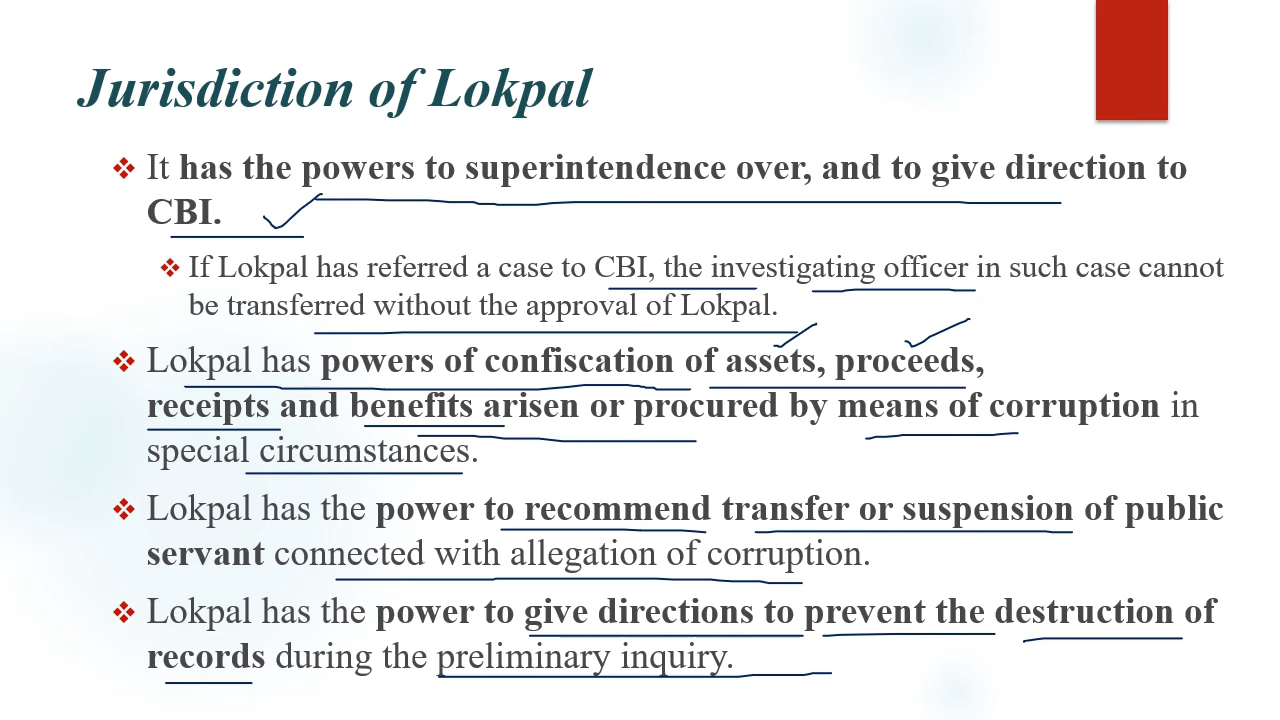 Jurisdiction of Lokpal
It has the powers to superintendence over, and to give direction to
CBI.
If Lokpal has referred a case to CBI, the investigating officer in such case cannot
be transferred without the approval of Lokpal.
Lokpal has powers of confiscation of assets, proceeds,
receipts and benefits arisen or procured by means of corruption in
special circumstances.
Lokpal has the power to recommend transfer or suspension of public
servant connected with allegation of corruption.
Lokpal has the power to give directions to prevent the destruction of
records during the preliminary inquiry.